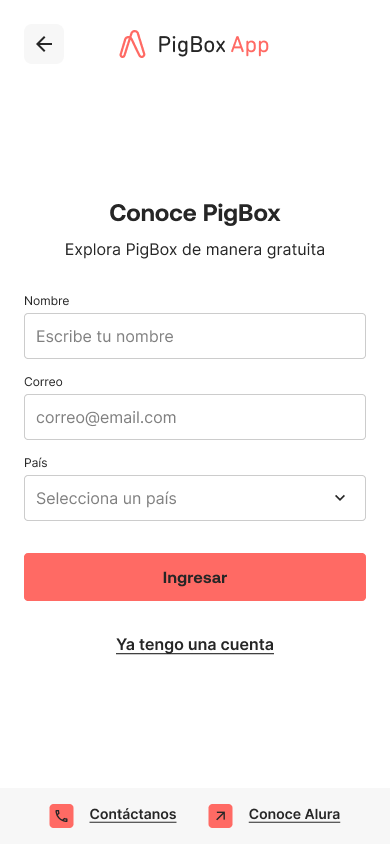 PigBox App
Conoce PigBox
Explora PigBox de manera gratuita
Nombre
Escribe tu nombre
Correo
correo@email.com
País
Selecciona un país
Ingresar
Ya tengo una cuenta
Contáctanos Conoce Alura